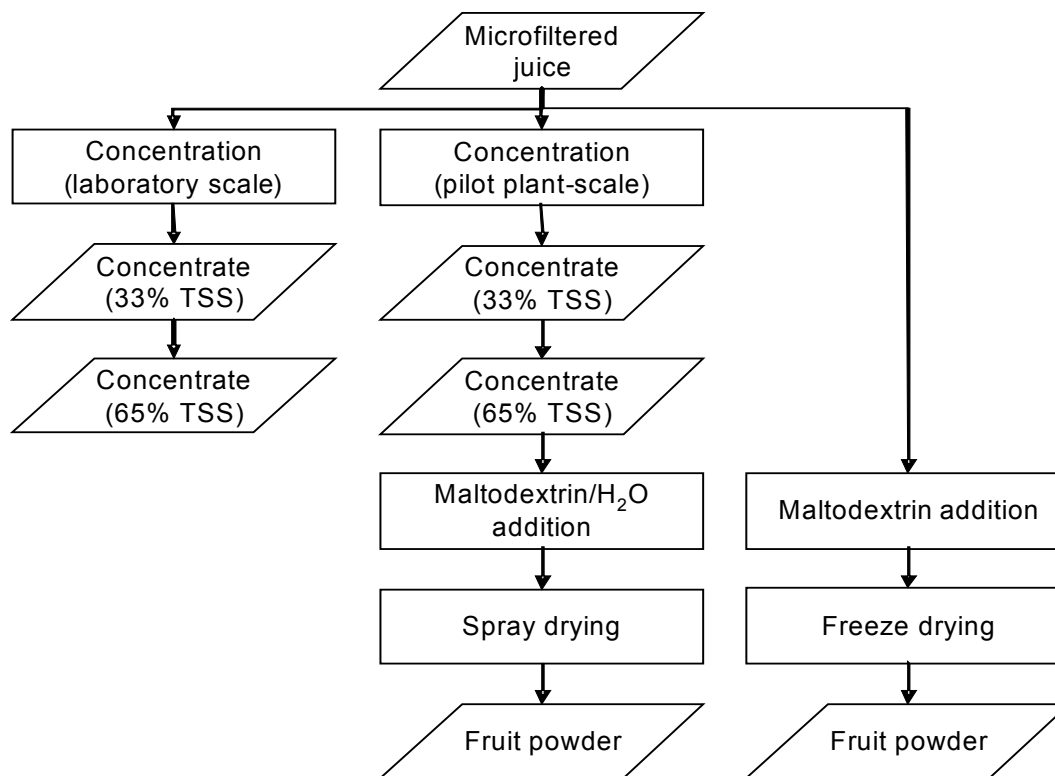 Microfiltered
juice
Concentration
(laboratory scale)
Concentration
(pilot plant-scale)
Concentrate
(33% TSS)
Concentrate
(33% TSS)
Concentrate
(65% TSS)
Concentrate
(65% TSS)
Maltodextrin/H₂O
addition
Maltodextrin addition
Spray drying
Freeze drying
Fruit powder
Fruit powder